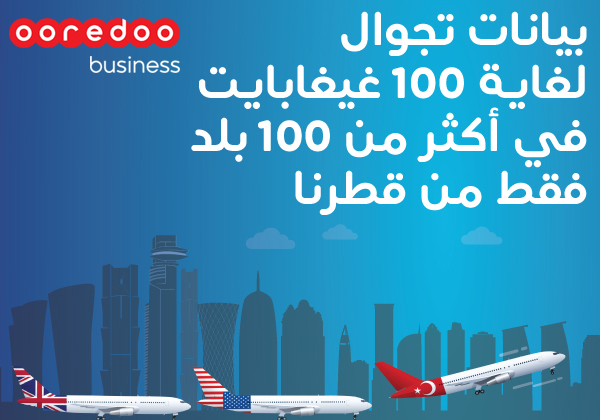 ooredoo
business
بيانات تجوال
لغاية 100 غيغابايت
في أكثر من 100 بلد
فقط من قطرنا